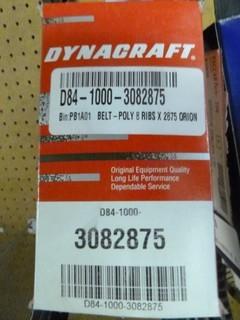 DYNACRAFT
D84-1000-3082875
Bin:PB1A01 BELT-POLY 8 RIBS X 2875 ORION
Original Equipment Quality
Long Life Performance
Dependable Service
D84-1000-
3082875
D84-1000-3082875